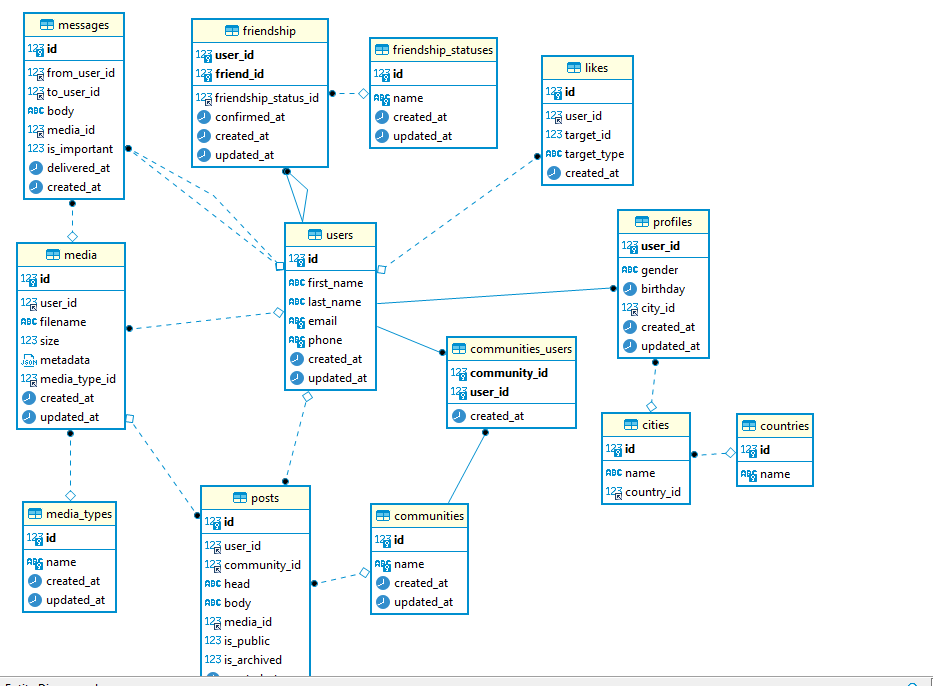 messages
123 id
123 from_user_id
123 to_user_id
ABC body
123 media_id
123 is_important
delivered_at
created_at
friendship
123 user_id
123 friend_id
123 friendship_status_id
confirmed_at
created_at
updated_at
friendship_statuses
123 id
ABC name
created_at
updated_at
likes
123 id
123 user_id
123 target_id
ABC target_type
created_at
media
123 id
123 user_id
ABC filename
123 size
JSON metadata
123 media_type_id
created_at
updated_at
users
123 id
ABC first_name
ABC last_name
ABC email
ABC phone
created_at
updated_at
profiles
123 user_id
ABC gender
birthday
123 city_id
created_at
updated_at
communities_users
123 community_id
123 user_id
created_at
cities
123 id
ABC name
123 country_id
countries
123 id
ABC name
media_types
123 id
ABC name
created_at
updated_at
posts
123 id
123 user_id
123 community_id
ABC head
ABC body
123 media_id
123 is_public
123 is_archived
communities
123 id
ABC name
created_at
updated_at